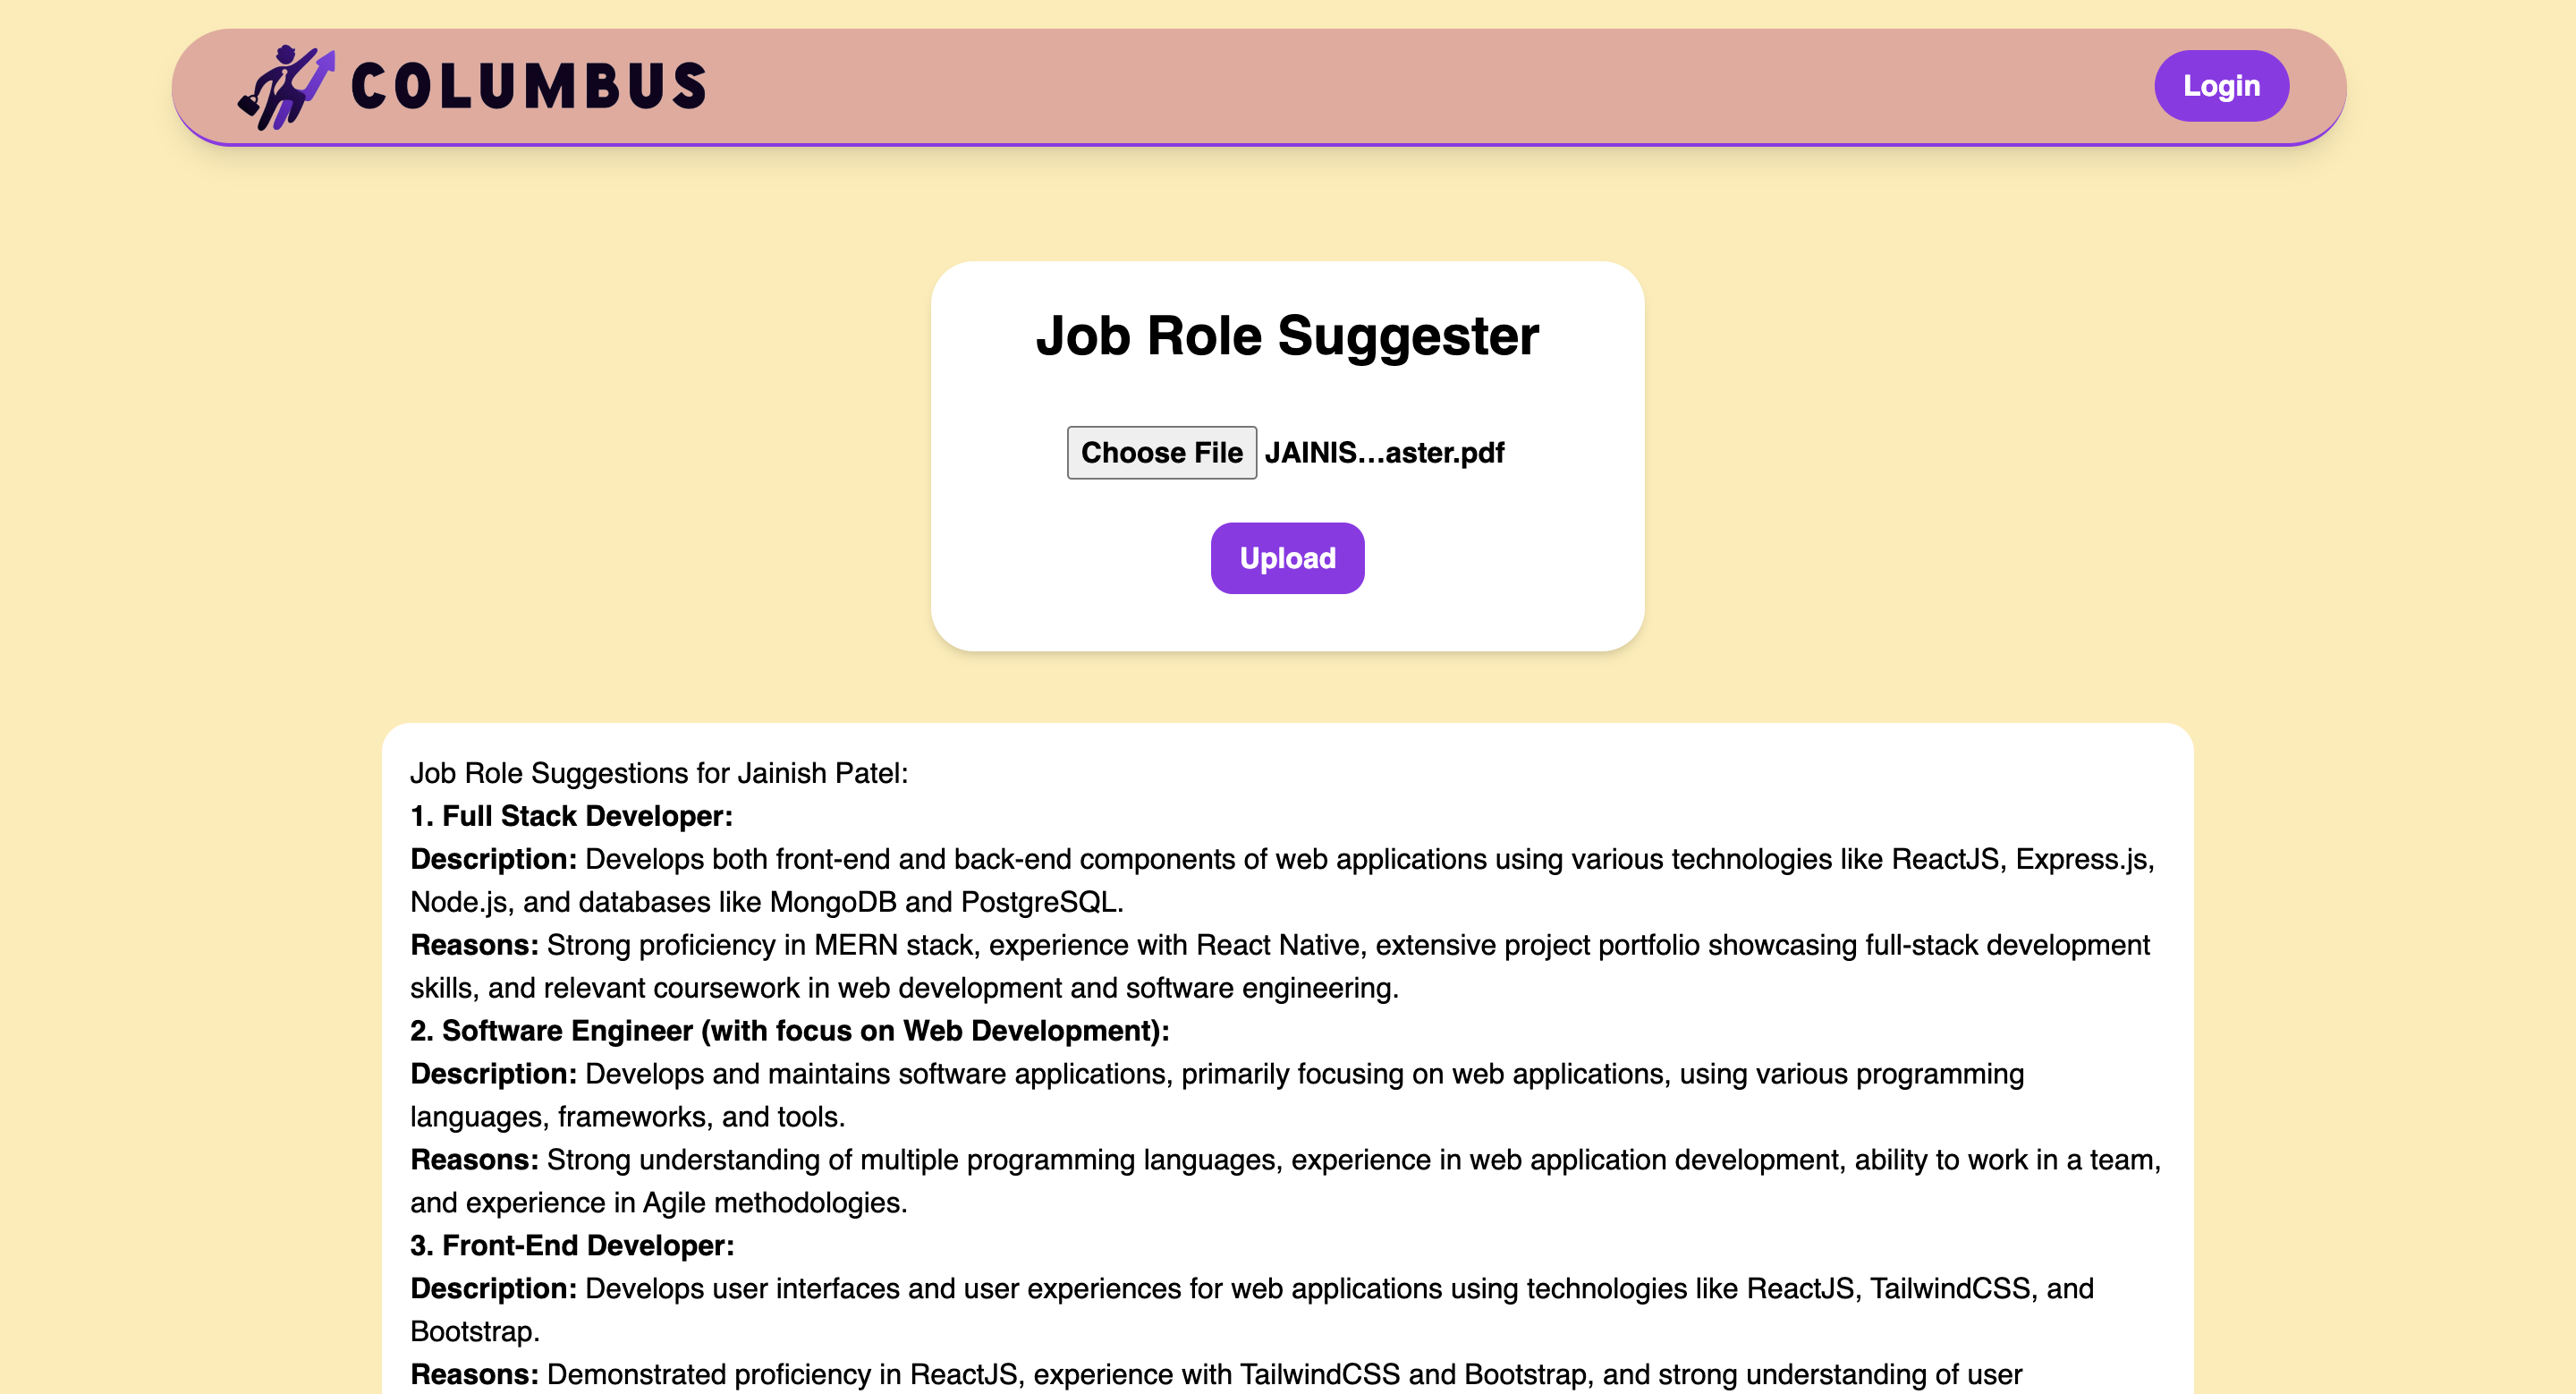 COLUMBUS
Login
Job Role Suggester
Choose File JAINIS…aster.pdf
Upload
Job Role Suggestions for Jainish Patel:
1. Full Stack Developer:
Description: Develops both front-end and back-end components of web applications using various technologies like ReactJS, Express.js,
Node.js, and databases like MongoDB and PostgreSQL.
Reasons: Strong proficiency in MERN stack, experience with React Native, extensive project portfolio showcasing full-stack development
skills, and relevant coursework in web development and software engineering.
2. Software Engineer (with focus on Web Development):
Description: Develops and maintains software applications, primarily focusing on web applications, using various programming
languages, frameworks, and tools.
Reasons: Strong understanding of multiple programming languages, experience in web application development, ability to work in a team,
and experience in Agile methodologies.
3. Front-End Developer:
Description: Develops user interfaces and user experiences for web applications using technologies like ReactJS, TailwindCSS, and
Bootstrap.
Reasons: Demonstrated proficiency in ReactJS, experience with TailwindCSS and Bootstrap, and strong understanding of user